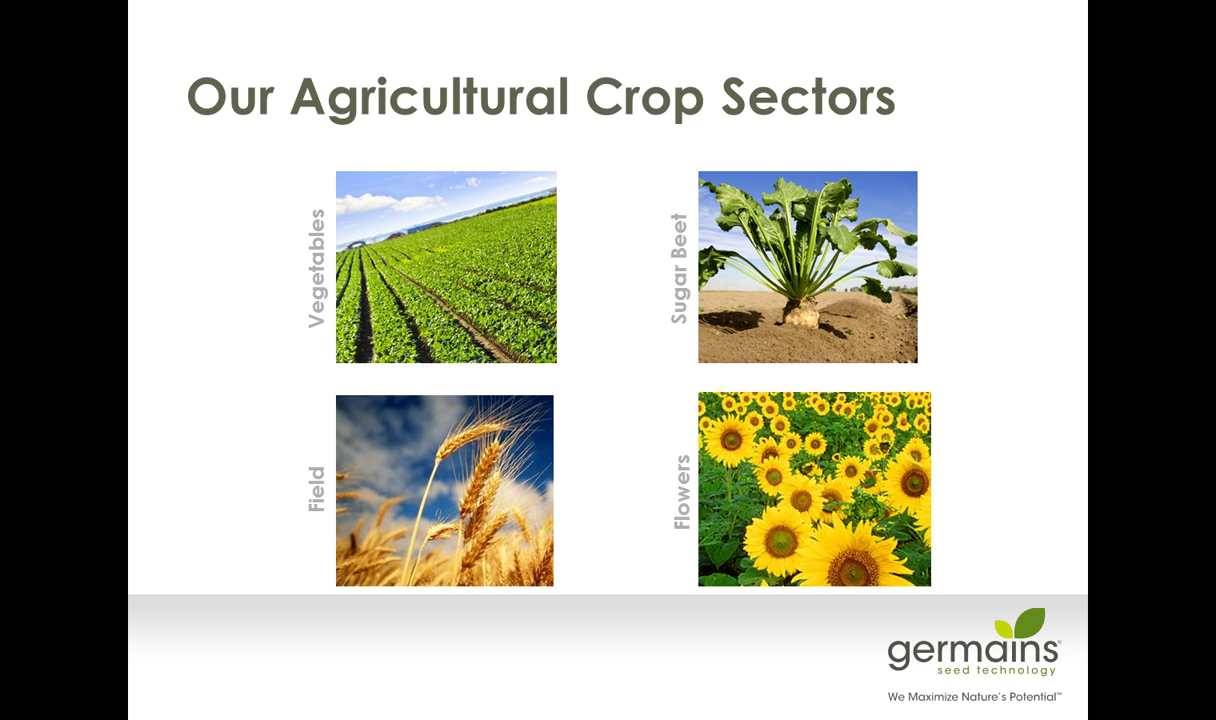 Our Agricultural Crop Sectors
Vegetables
Sugar Beet
Field
Flowers
germains®
seed technology
We Maximize Nature's Potential™